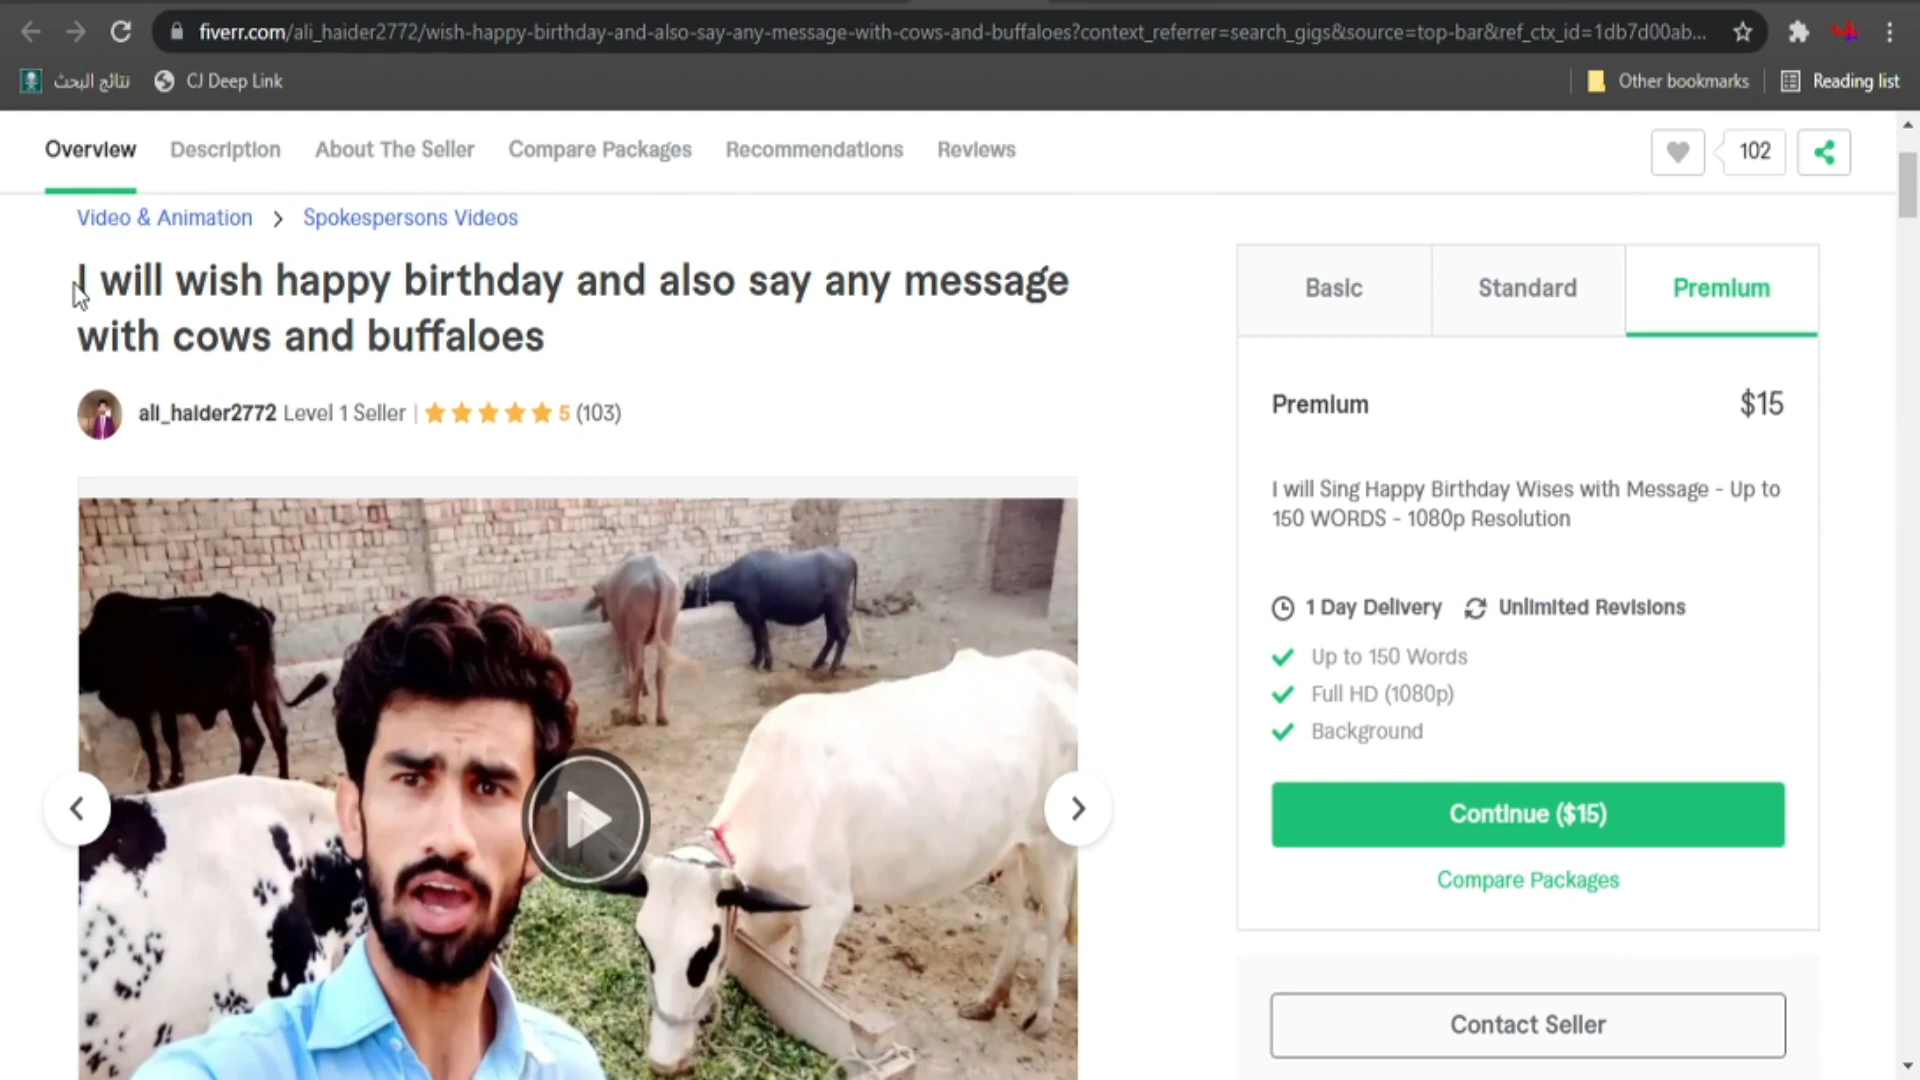 fiverr.com/ali_haider2772/wish-happy-birthday-and-also-say-any-message-with-cows-and-buffaloes?context_referrer=search_gigs&source=top-bar&ref_ctx_id=1db7d00ab...
نتائج البحث
CJ Deep Link
Other bookmarks
Reading list
Overview
Description
About The Seller
Compare Packages
Recommendations
Reviews
102
Video & Animation > Spokespersons Videos
I will wish happy birthday and also say any message
with cows and buffaloes
ali_haider2772 Level 1 Seller | 5 (103)
Basic
Standard
Premium
Premium
$15
I will Sing Happy Birthday Wises with Message - Up to
150 WORDS - 1080p Resolution
1 Day Delivery
Unlimited Revisions
Up to 150 Words
Full HD (1080p)
Background
Continue ($15)
Compare Packages
Contact Seller